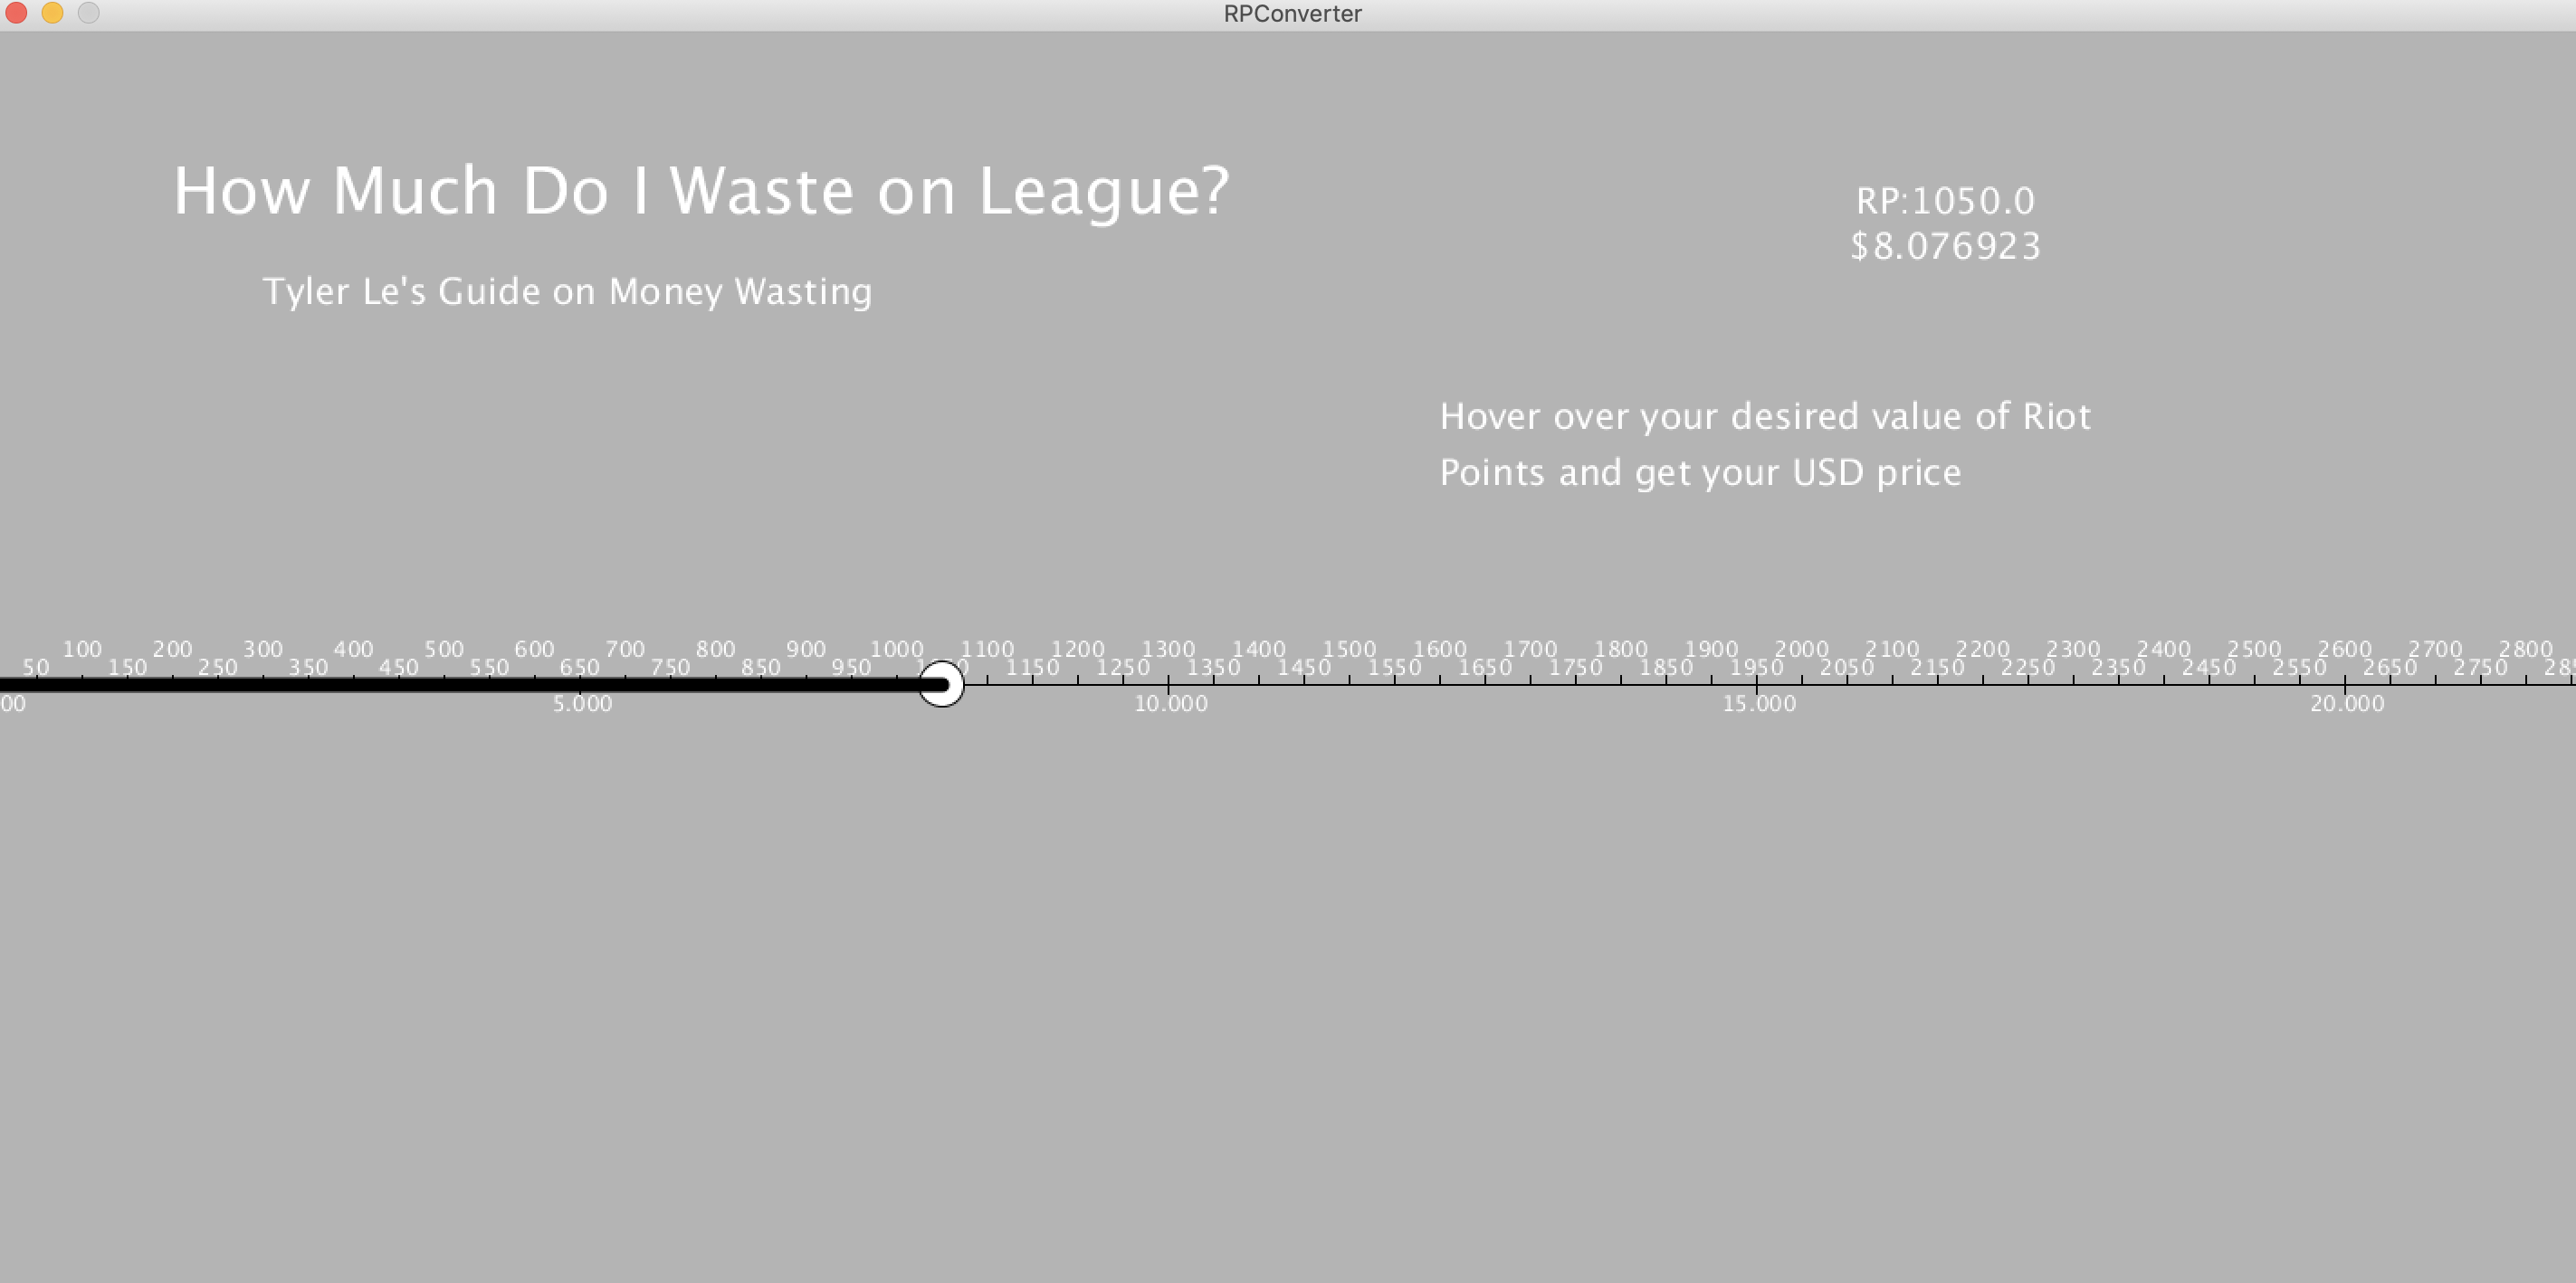 RPConverter
How Much Do I Waste on League?
RP:1050.0
$8.076923
Tyler Le's Guide on Money Wasting
Hover over your desired value of Riot
Points and get your USD price
100 200 300 400 500 600 700 800 900 1000 1100 1200 1300 1400 1500 1600 1700 1800 1900 2000 2100 2200 2300 2400 2500 2600 2700 2800
50 150 250 350 450 550 650 750 850 950 1150 1250 1350 1450 1550 1650 1750 1850 1950 2050 2150 2250 2350 2450 2550 2650 2750
00 5.000 10.000 15.000 20.000